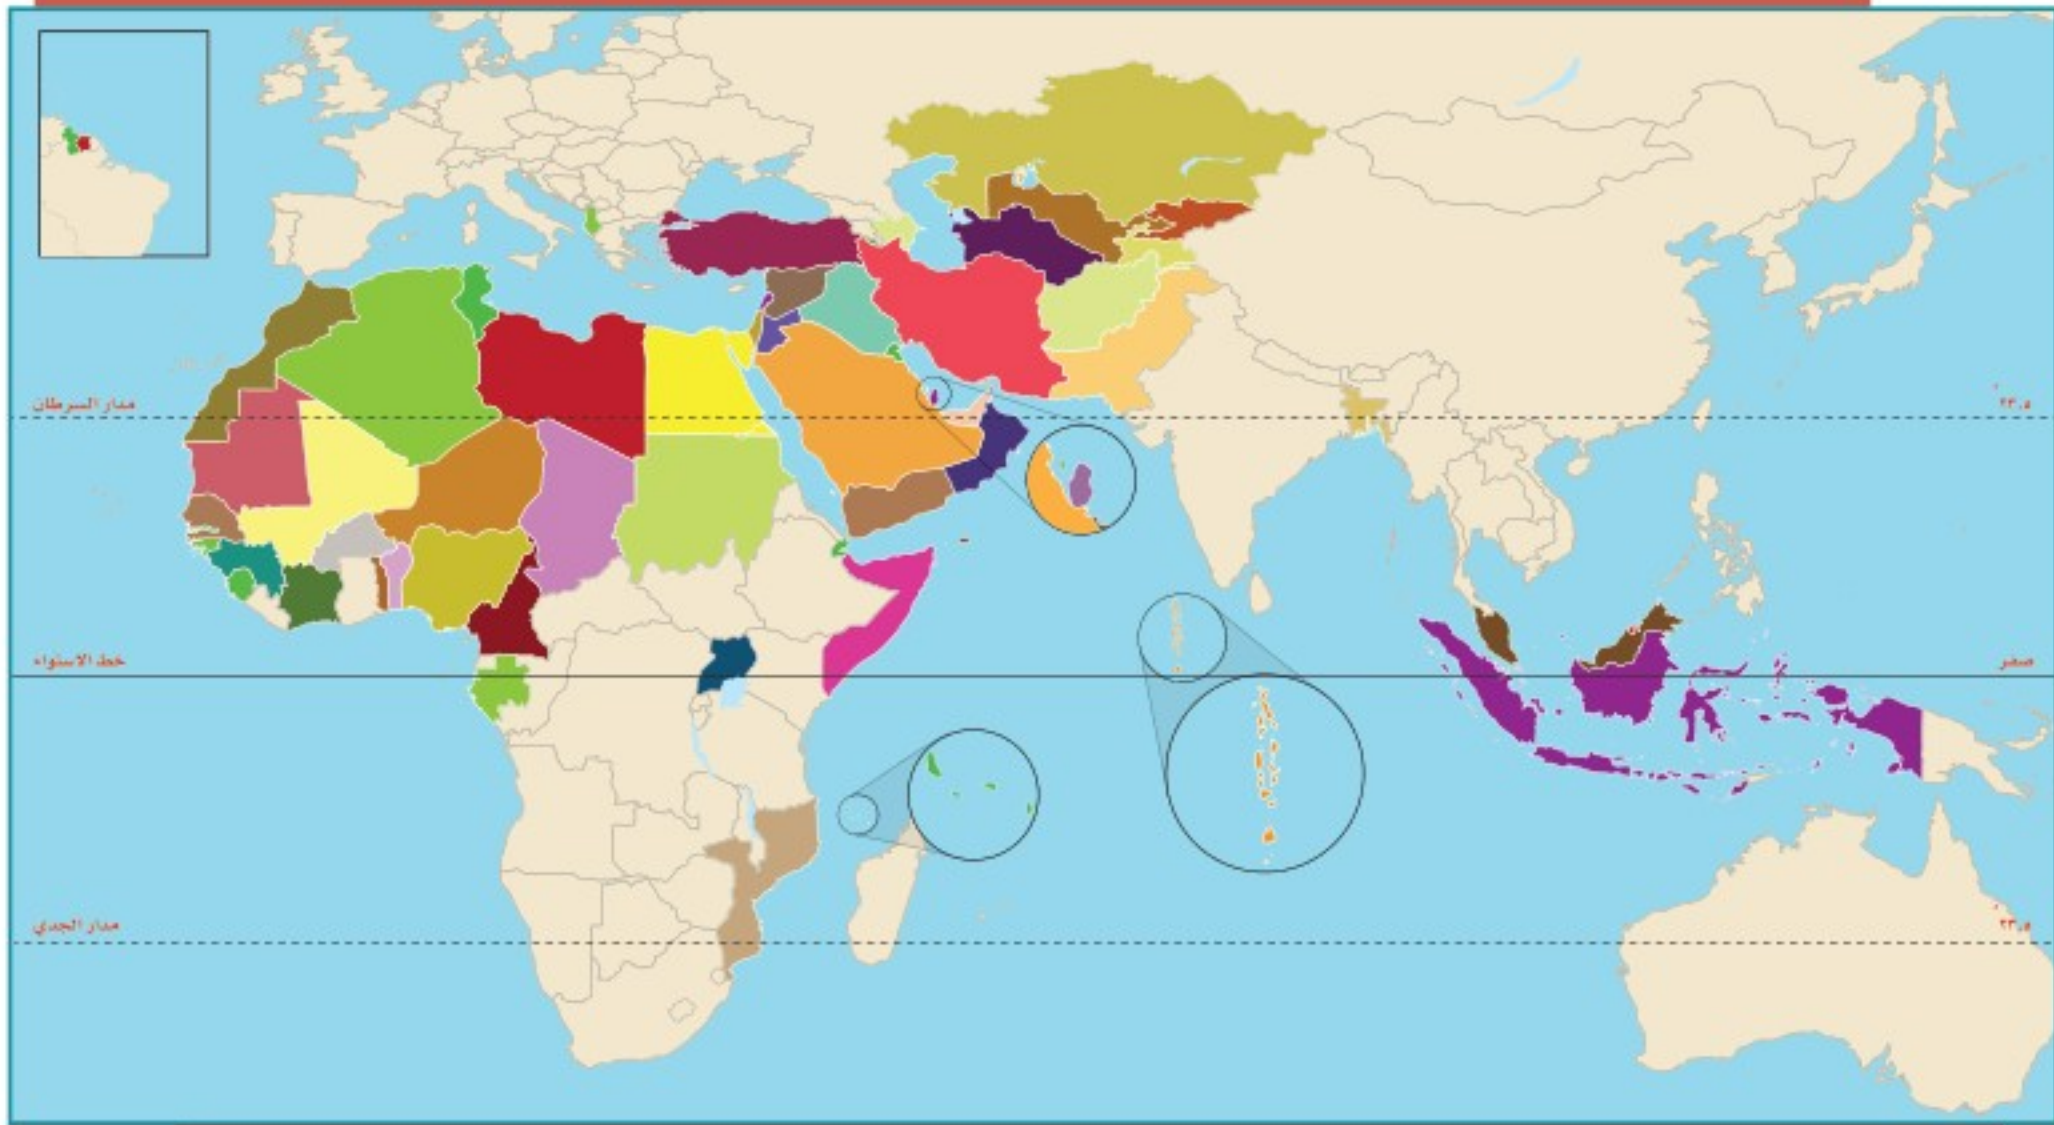 مدار السرطان
٢٣,٥°
خط الاستواء
صفر
مدار الجدي
٢٣,٥°